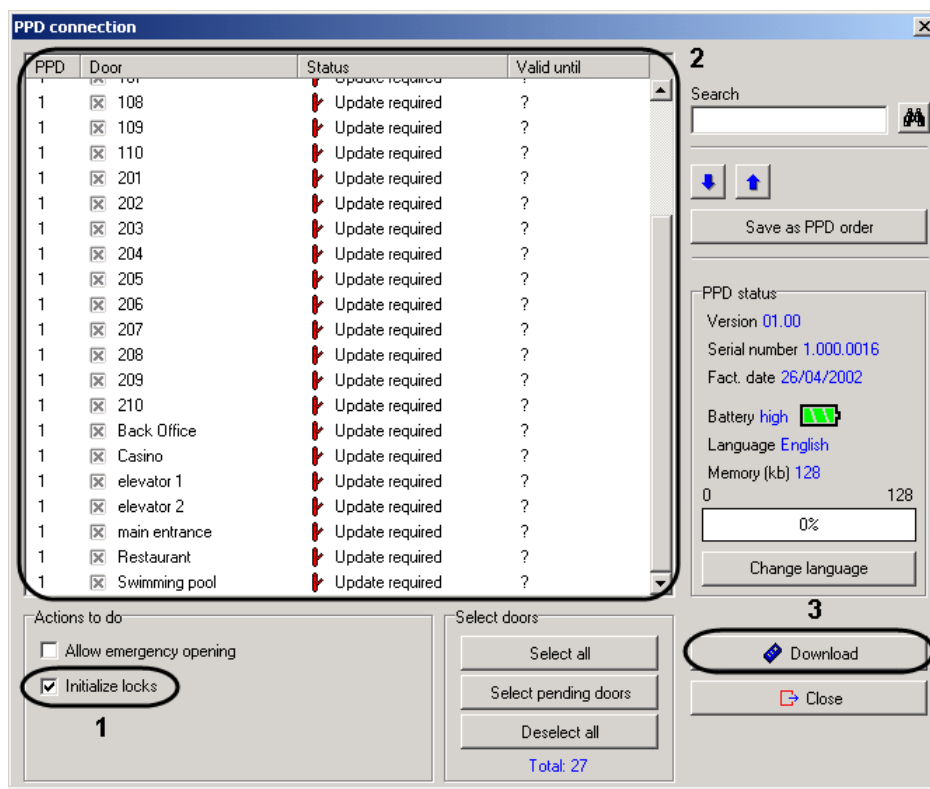 PPD connection
2
PPD Door Status Valid until
1 108 Update required ?
1 109 Update required ?
1 110 Update required ?
1 201 Update required ?
1 202 Update required ?
1 203 Update required ?
1 204 Update required ?
1 205 Update required ?
1 206 Update required ?
1 207 Update required ?
1 208 Update required ?
1 209 Update required ?
1 210 Update required ?
1 Back Office Update required ?
1 Casino Update required ?
1 elevator 1 Update required ?
1 elevator 2 Update required ?
1 main entrance Update required ?
1 Restaurant Update required ?
1 Swimming pool Update required ?
Search
Save as PPD order
PPD status
Version 01.00
Serial number 1.000.0016
Fact. date 26/04/2002
Battery high
Language English
Memory (kb) 128
0 128
0%
Change language
Actions to do
Allow emergency opening
Initialize locks
1
Select doors
Select all
Select pending doors
Deselect all
Total: 27
3
Download
Close